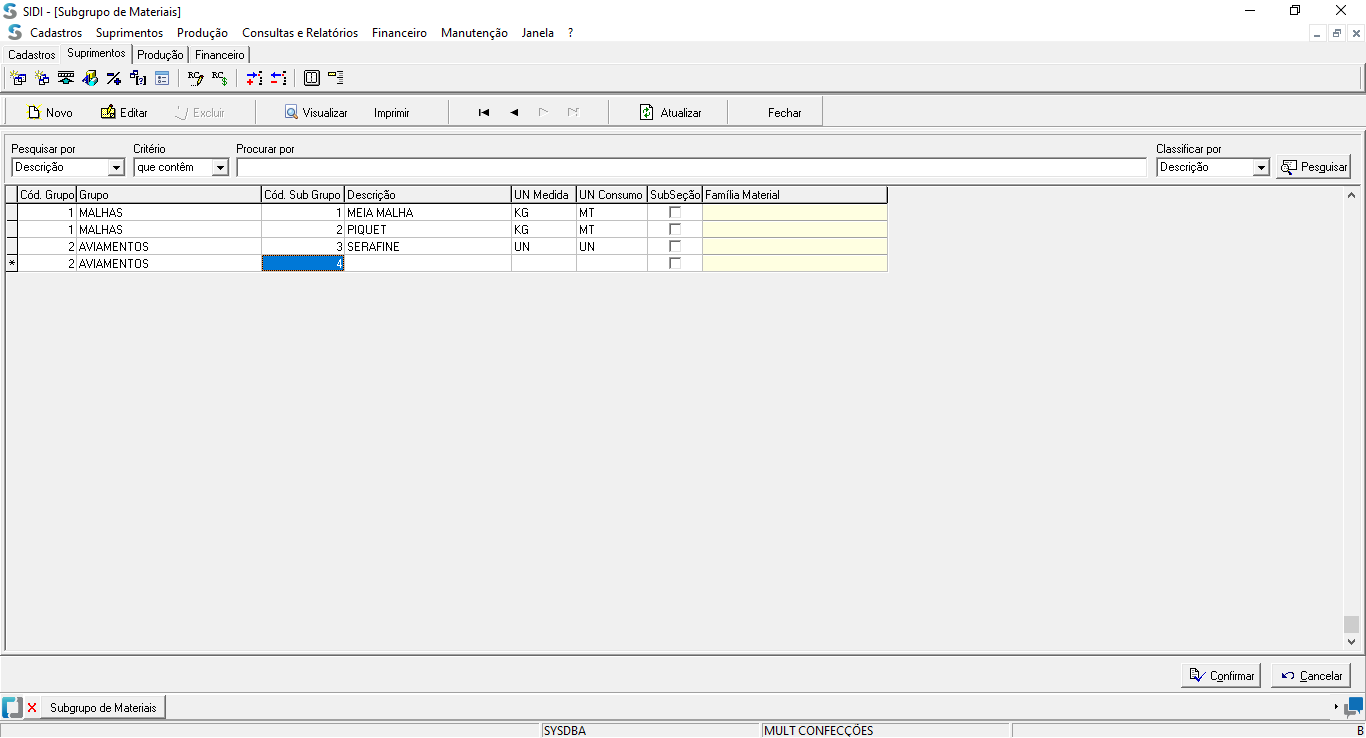 SIDI - [Subgrupo de Materiais]
Cadastros Suprimentos Produção Consultas e Relatórios Financeiro Manutenção Janela ?
Cadastros Suprimentos Produção Financeiro
Novo Editar Excluir Visualizar Imprimir Atualizar Fechar
Pesquisar por Critério Procurar por Classificar por
Descrição que contêm Descrição Pesquisar
Cód. Grupo Grupo Cód. Sub Grupo Descrição UN Medida UN Consumo SubSeção Família Material
1 MALHAS 1 MEIA MALHA KG MT
1 MALHAS 2 PIQUET KG MT
2 AVIAMENTOS 3 SERAFINE UN UN
* 2 AVIAMENTOS 4
Confirmar Cancelar
Subgrupo de Materiais
SYSDBA MULT CONFECÇÕES B